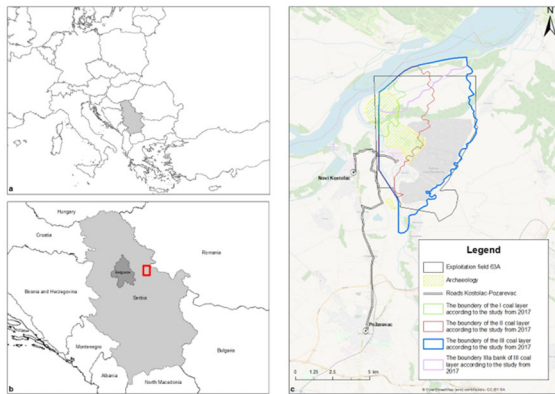 a
Hungary
Croatia
Romania
Belgrade
Bosnia and Herzegovina
Serbia
Montenegro
Bulgaria
Albania
North Macedonia
b
N
Novi Kostolac
Požarevac
Legend
Exploitation field 63A
Archaeology
Roads Kostolac-Pozarevac
The boundary of the I coal layer
according to the study from 2017
The boundary of the II coal layer
according to the study from 2017
The boundary of the III coal layer
according to the study from 2017
The boundary IIIa bank of III coal
layer according to the study from
2017
0 1.25 2.5 5 km
c